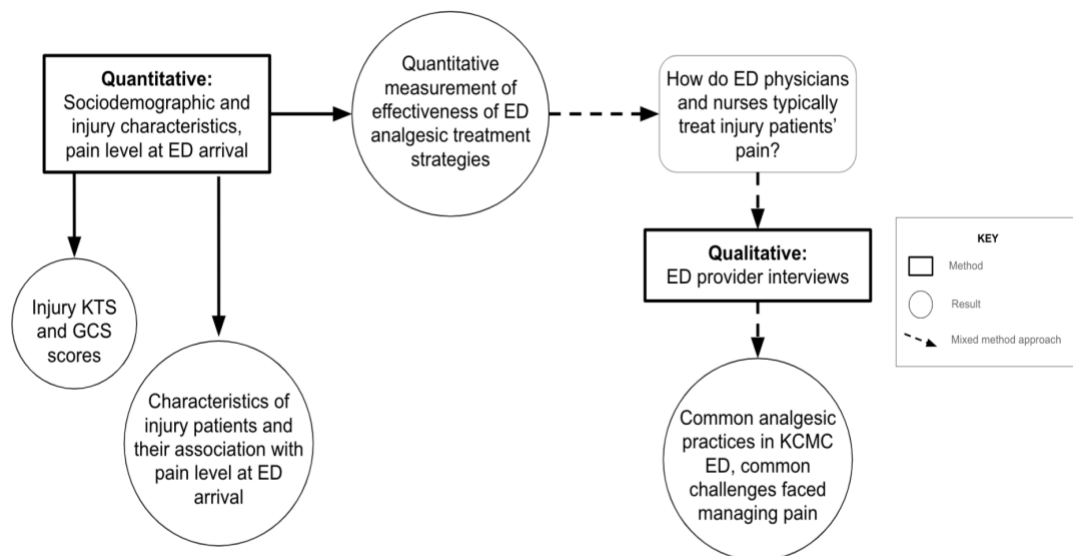 Quantitative:
Sociodemographic and
injury characteristics,
pain level at ED arrival
Quantitative
measurement of
effectiveness of ED
analgesic treatment
strategies
How do ED physicians
and nurses typically
treat injury patients’
pain?
Qualitative:
ED provider interviews
Injury KTS
and GCS
scores
Characteristics of
injury patients and
their association with
pain level at ED
arrival
Common analgesic
practices in KCMC
ED, common
challenges faced
managing pain
KEY
Method
Result
Mixed method approach